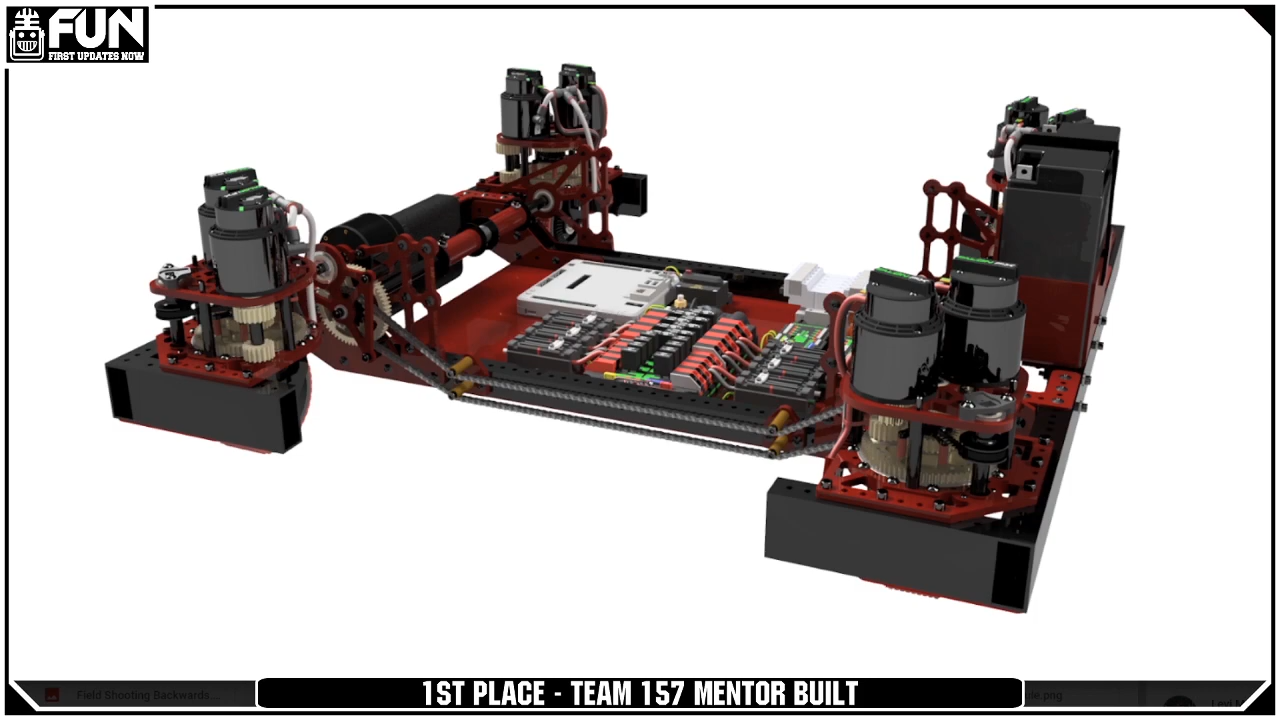 FUN
FIRST UPDATES NOW
1ST PLACE - TEAM 157 MENTOR BUILT
Field Shooting Backwards...